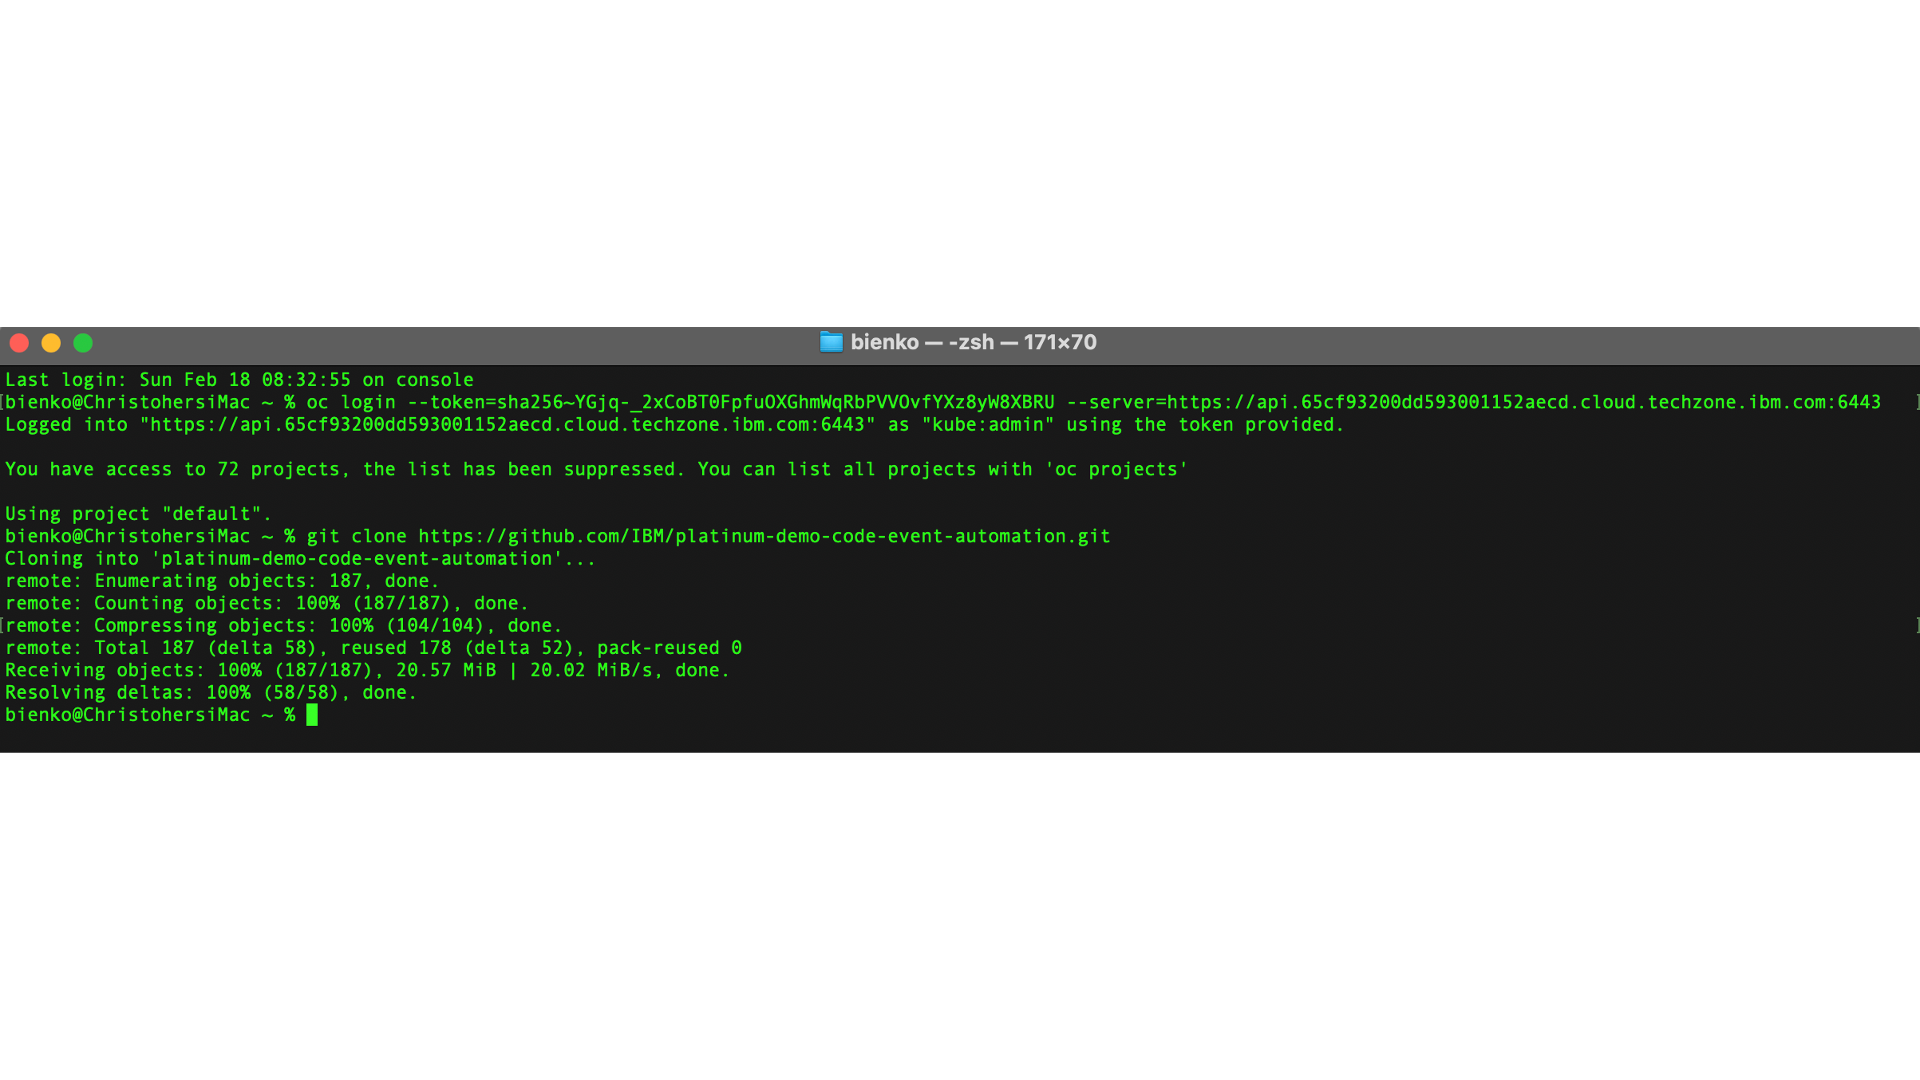 bienko — -zsh — 171×70
Last login: Sun Feb 18 08:32:55 on console
[bienko@ChristohersiMac ~ % oc login --token=sha256~YGjq-_2xCoBT0FpfuOXGhmWqRbPVVOvfYXz8yW8XBRU --server=https://api.65cf93200dd593001152aecd.cloud.techzone.ibm.com:6443 ]
Logged into "https://api.65cf93200dd593001152aecd.cloud.techzone.ibm.com:6443" as "kube:admin" using the token provided.
You have access to 72 projects, the list has been suppressed. You can list all projects with 'oc projects'
Using project "default".
bienko@ChristohersiMac ~ % git clone https://github.com/IBM/platinum-demo-code-event-automation.git
Cloning into 'platinum-demo-code-event-automation'...
remote: Enumerating objects: 187, done.
remote: Counting objects: 100% (187/187), done.
[remote: Compressing objects: 100% (104/104), done. ]
remote: Total 187 (delta 58), reused 178 (delta 52), pack-reused 0
Receiving objects: 100% (187/187), 20.57 MiB | 20.02 MiB/s, done.
Resolving deltas: 100% (58/58), done.
bienko@ChristohersiMac ~ %